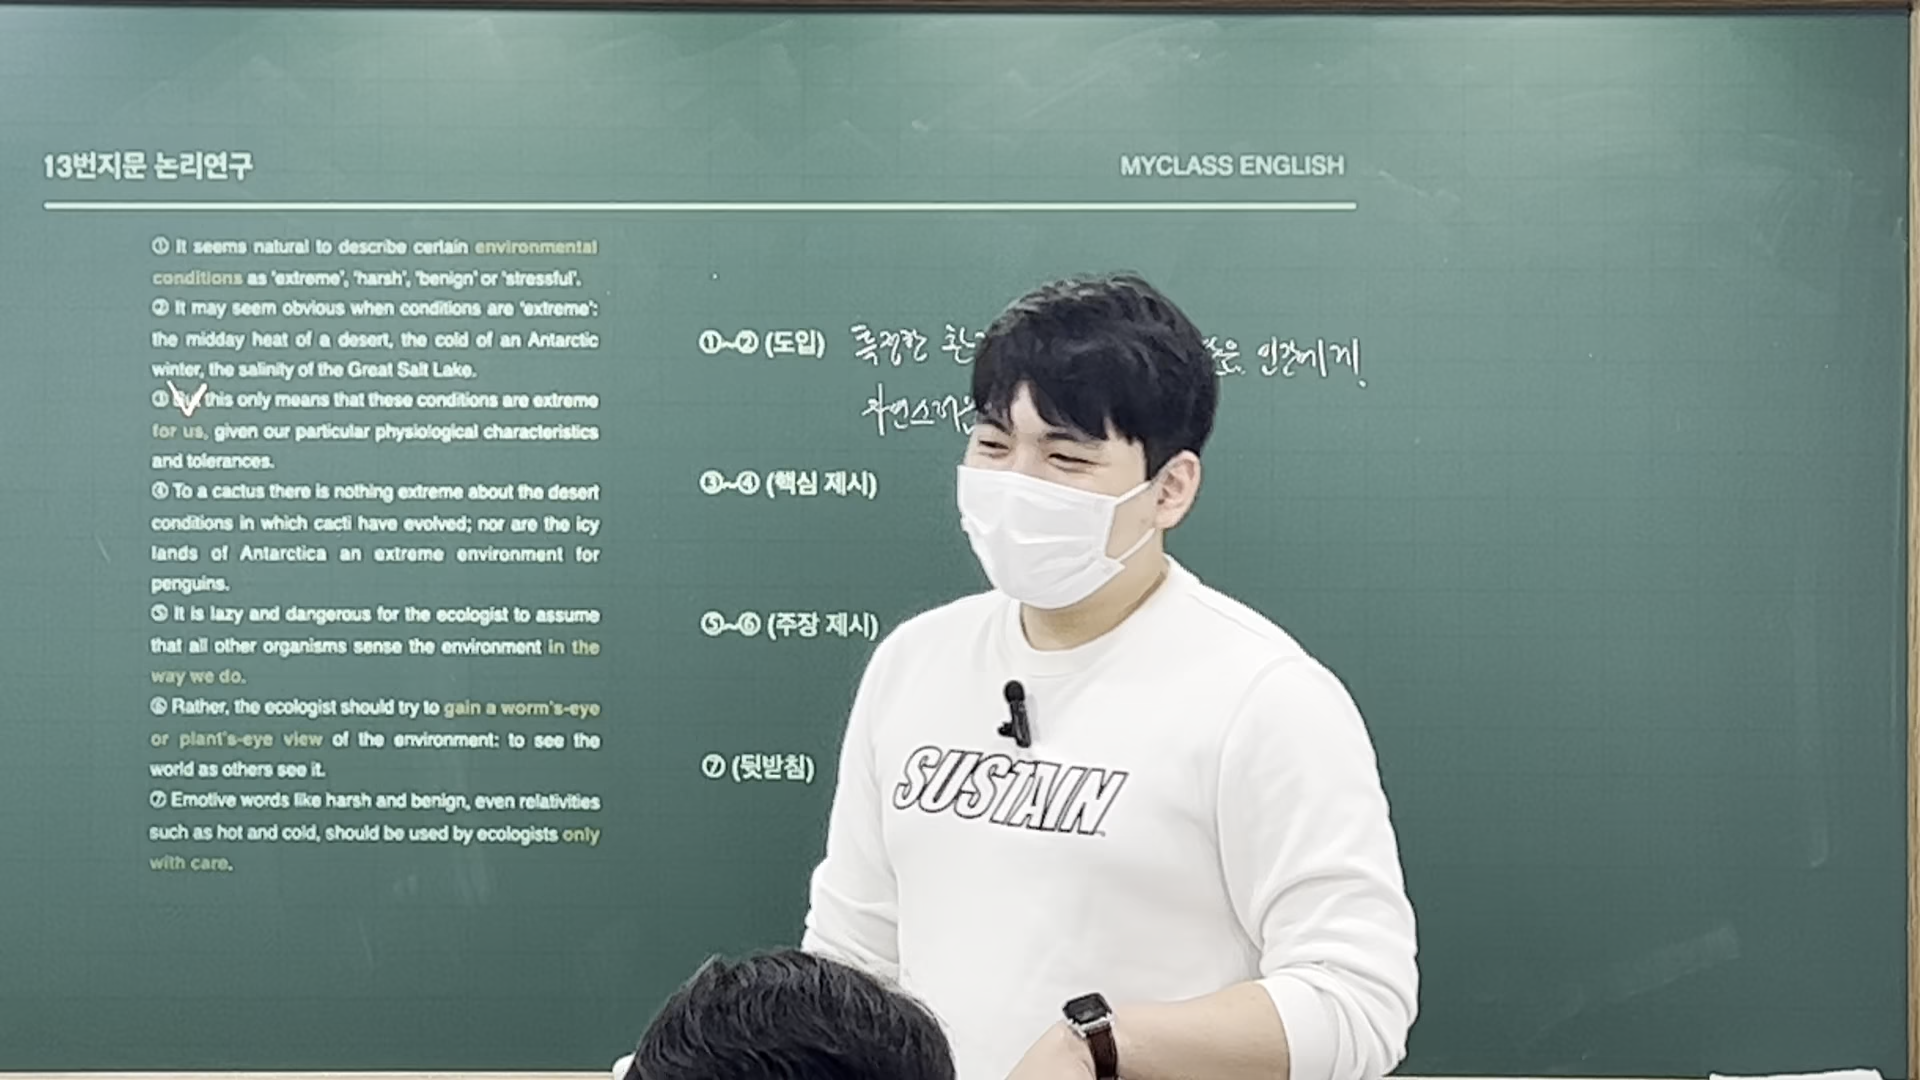 13번지문 논리연구
MYCLASS ENGLISH
① It seems natural to describe certain environmental
conditions as 'extreme', 'harsh', 'benign' or 'stressful'.
② It may seem obvious when conditions are 'extreme':
the midday heat of a desert, the cold of an Antarctic
winter, the salinity of the Great Salt Lake.
③ But this only means that these conditions are extreme
for us, given our particular physiological characteristics
and tolerances.
④ To a cactus there is nothing extreme about the desert
conditions in which cacti have evolved; nor are the icy
lands of Antarctica an extreme environment for
penguins.
⑤ It is lazy and dangerous for the ecologist to assume
that all other organisms sense the environment in the
way we do.
⑥ Rather, the ecologist should try to gain a worm's-eye
or plant's-eye view of the environment: to see the
world as others see it.
⑦ Emotive words like harsh and benign, even relativities
such as hot and cold, should be used by ecologists only
with care.
①~② (도입) 특정한 인간에게
자연스러운
③~④ (핵심 제시)
⑤~⑥ (주장 제시)
⑦ (뒷받침)
SUSTAIN